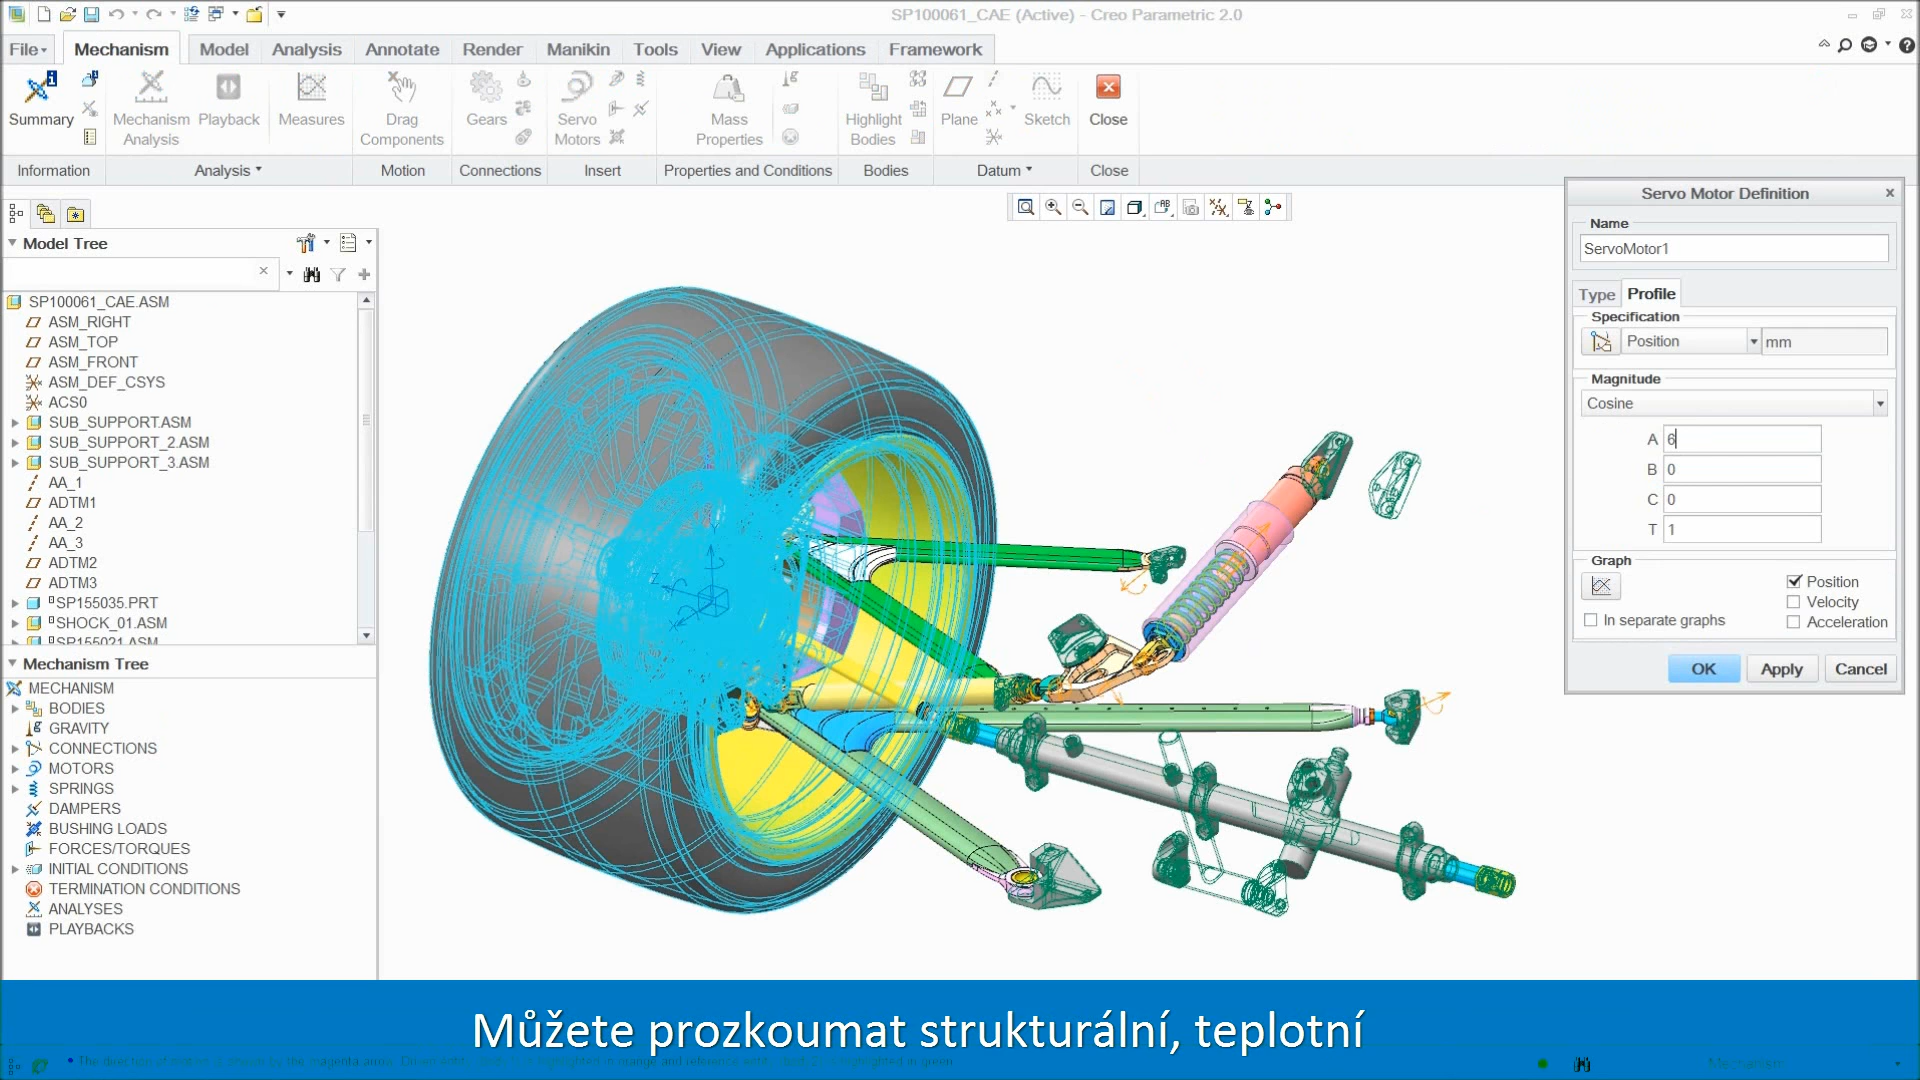 SP100061_CAE (Active) - Creo Parametric 2.0
File Mechanism Model Analysis Annotate Render Manikin Tools View Applications Framework
Summary Mechanism Analysis Playback Measures Drag Components Gears Servo Motors Mass Properties Highlight Bodies Plane Sketch Close
Information Analysis Motion Connections Insert Properties and Conditions Bodies Datum Close
Model Tree
SP100061_CAE.ASM
ASM_RIGHT
ASM_TOP
ASM_FRONT
ASM_DEF_CSYS
ACS0
SUB_SUPPORT.ASM
SUB_SUPPORT_2.ASM
SUB_SUPPORT_3.ASM
AA_1
ADTM1
AA_2
AA_3
ADTM2
ADTM3
SP155035.PRT
SHOCK_01.ASM
SP155021.ASM
Mechanism Tree
MECHANISM
BODIES
GRAVITY
CONNECTIONS
MOTORS
SPRINGS
DAMPERS
BUSHING LOADS
FORCES/TORQUES
INITIAL CONDITIONS
TERMINATION CONDITIONS
ANALYSES
PLAYBACKS
Servo Motor Definition
Name
ServoMotor1
Type Profile
Specification
Position mm
Magnitude
Cosine
A 6
B 0
C 0
T 1
Graph
Position
Velocity
In separate graphs
Acceleration
OK Apply Cancel
Můžete prozkoumat strukturální, teplotní